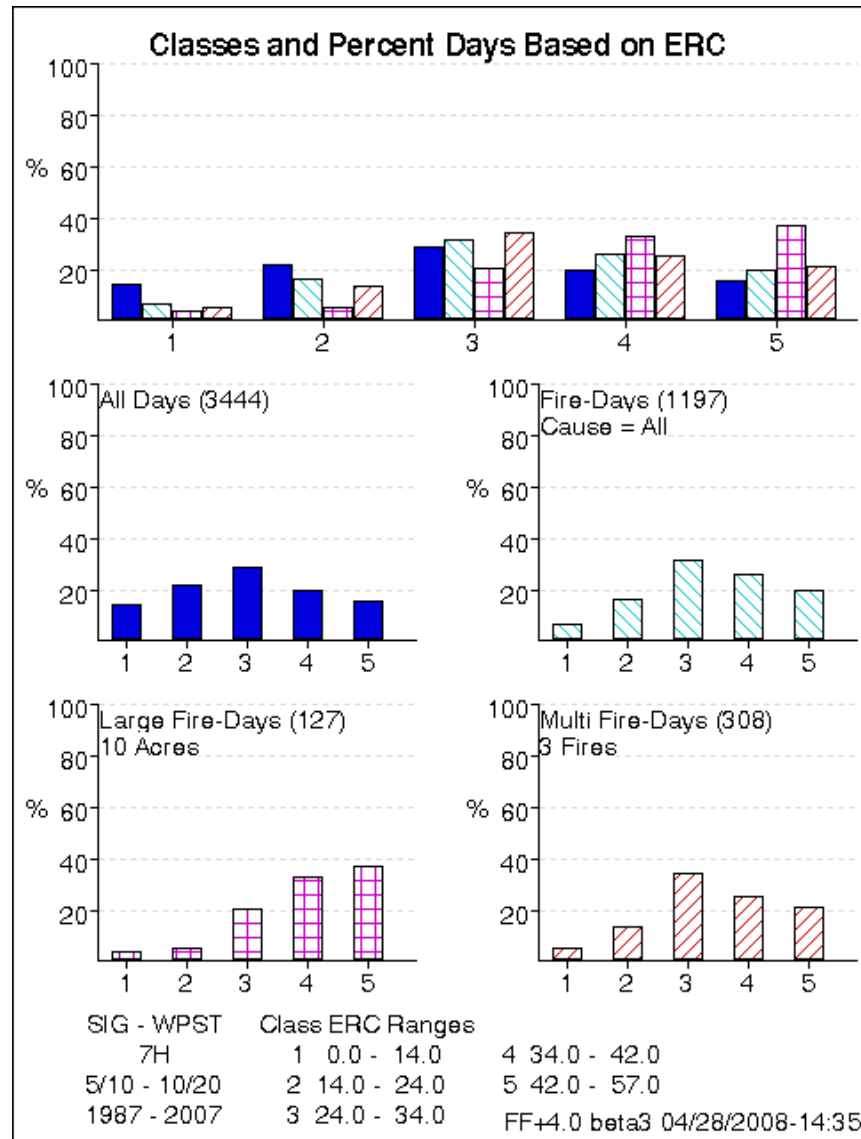 Classes and Percent Days Based on ERC
100
80
% 60
40
20
1 2 3 4 5
100
All Days (3444)
80
% 60
40
20
1 2 3 4 5
100
Fire-Days (1197)
Cause = All
80
% 60
40
20
1 2 3 4 5
100
Large Fire-Days (127)
10 Acres
80
% 60
40
20
1 2 3 4 5
100
Multi Fire-Days (308)
3 Fires
80
% 60
40
20
1 2 3 4 5
SIG - WPST Class ERC Ranges
7H 1 0.0 - 14.0 4 34.0 - 42.0
5/10 - 10/20 2 14.0 - 24.0 5 42.0 - 57.0
1987 - 2007 3 24.0 - 34.0 FF+4.0 beta3 04/28/2008-14:35